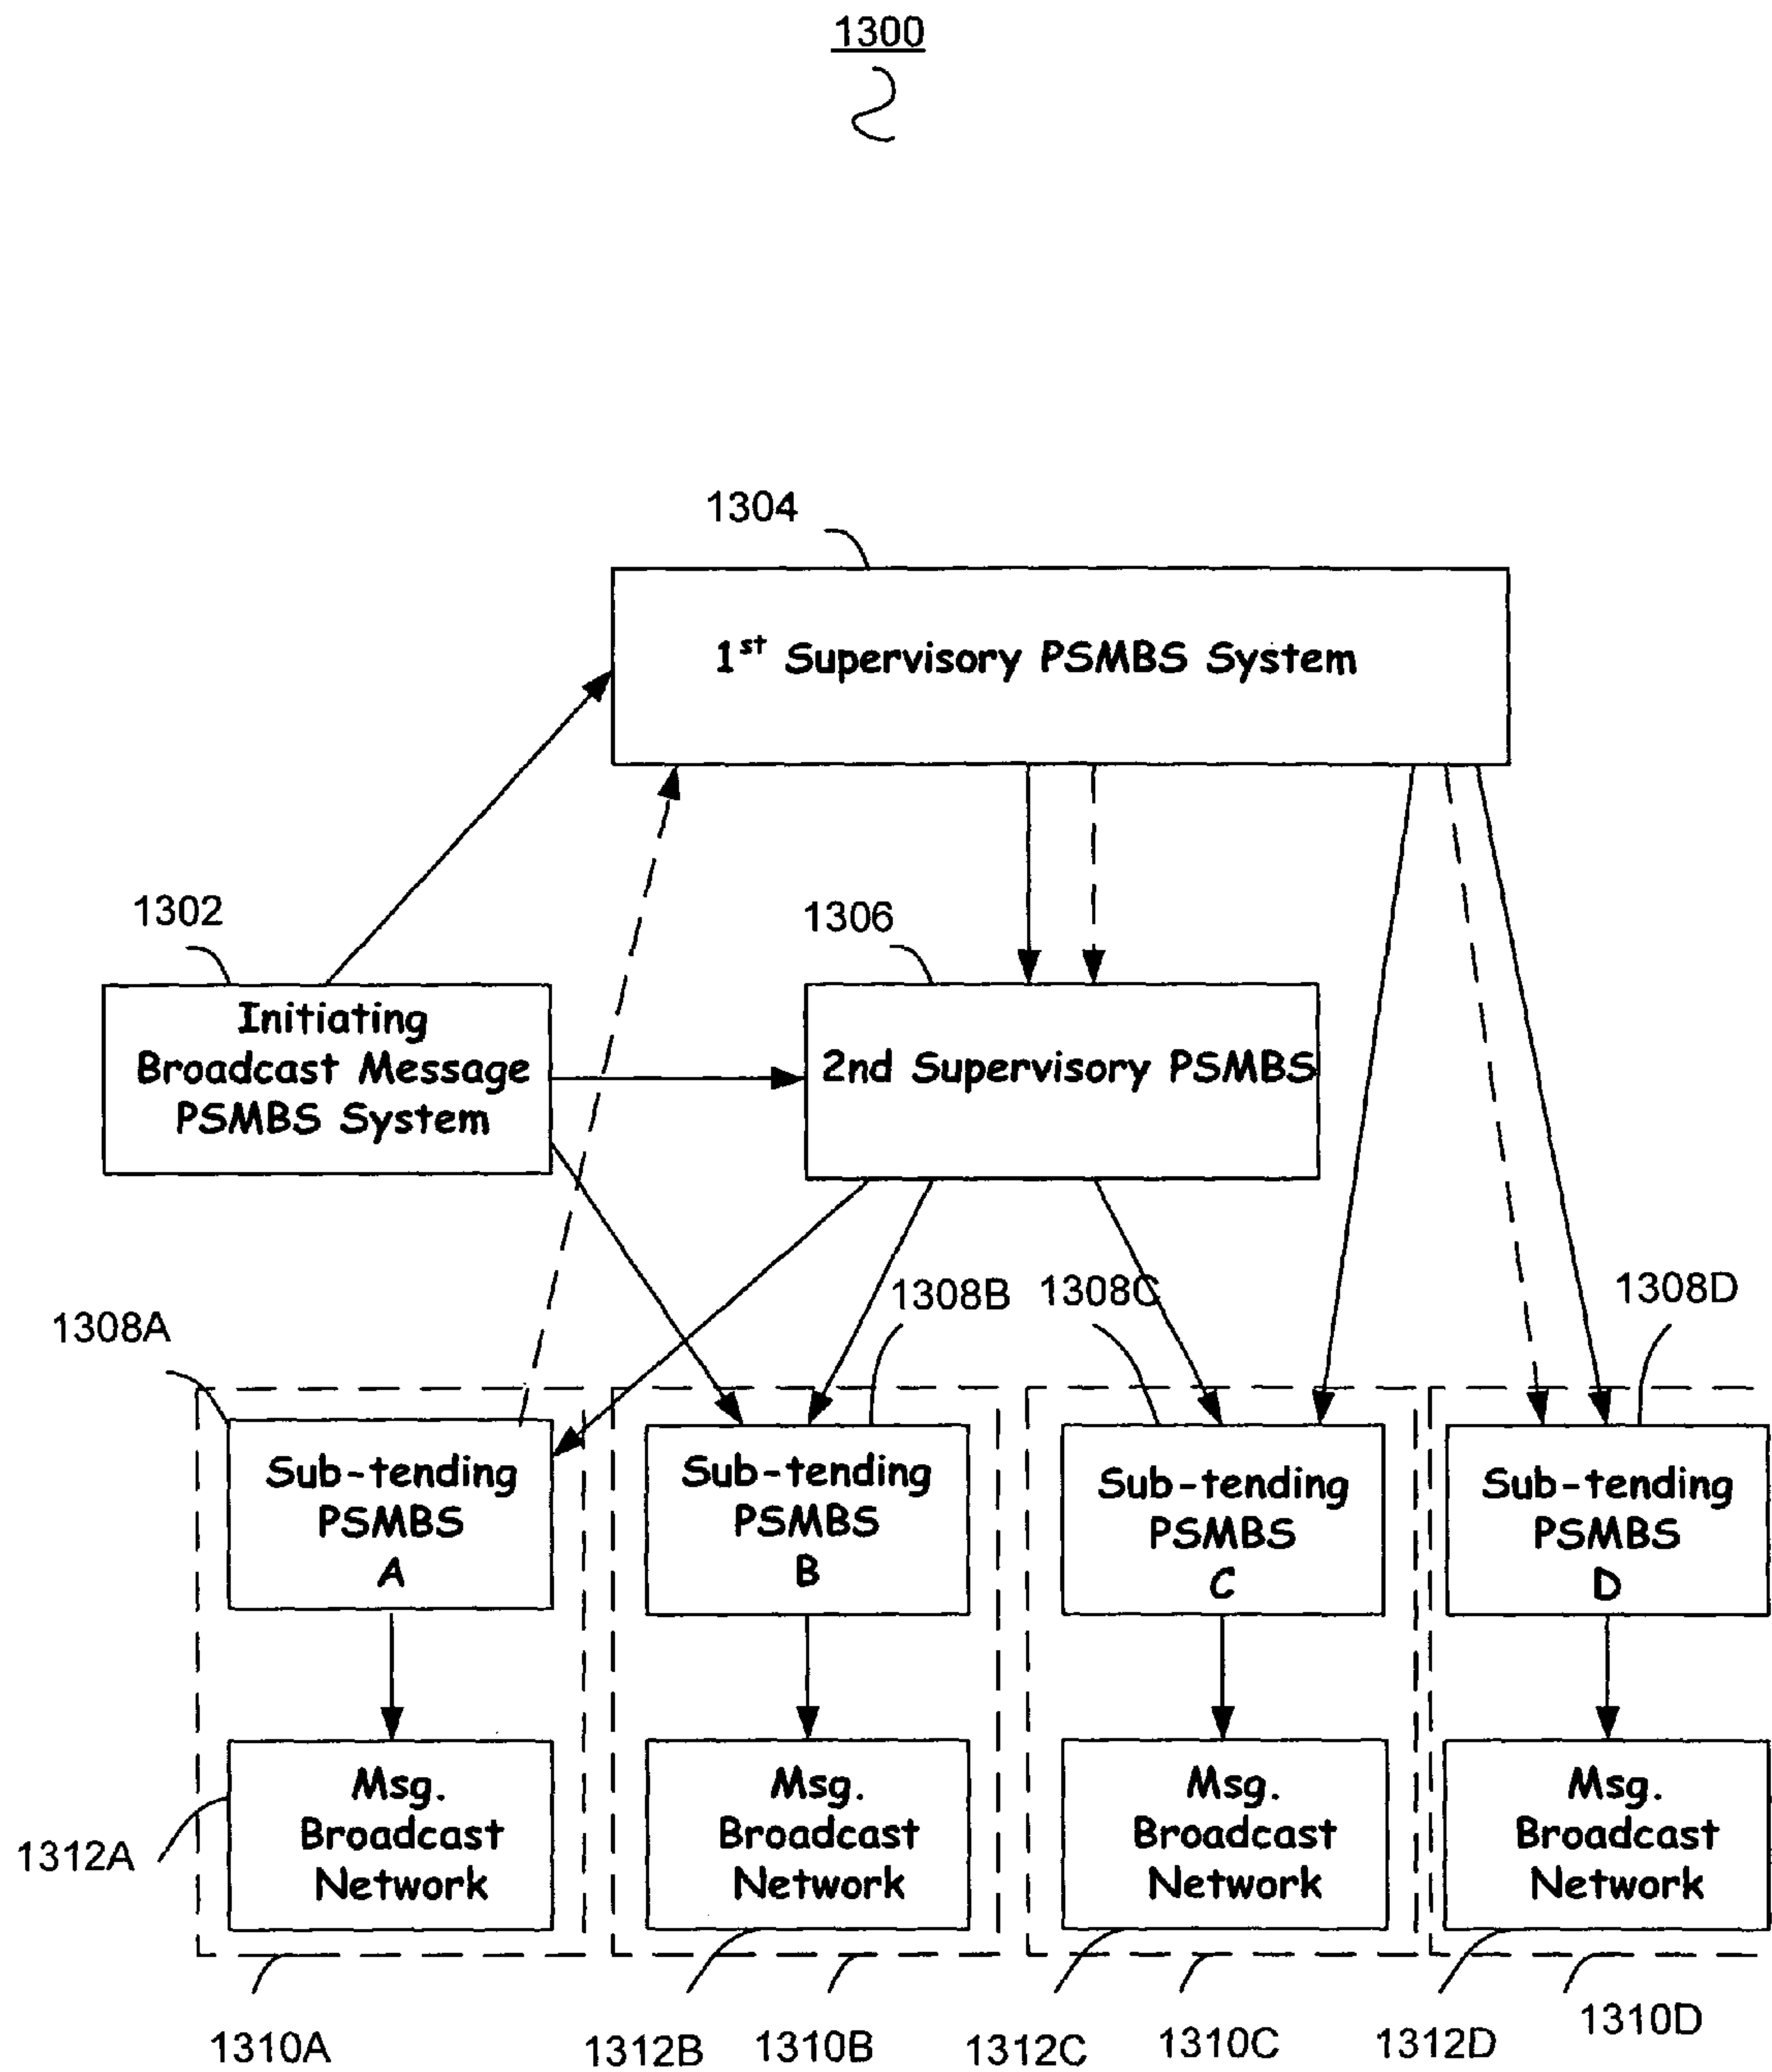 1300
1304
1st Supervisory PSMBS System
1302
1306
Initiating
Broadcast Message
PSMBS System
2nd Supervisory PSMBS
1308A
1308B
1308C
1308D
Sub-tending
PSMBS
A
Sub-tending
PSMBS
B
Sub-tending
PSMBS
C
Sub-tending
PSMBS
D
Msg.
Broadcast
Network
Msg.
Broadcast
Network
Msg.
Broadcast
Network
Msg.
Broadcast
Network
1312A
1310A
1312B
1310B
1312C
1310C
1312D
1310D